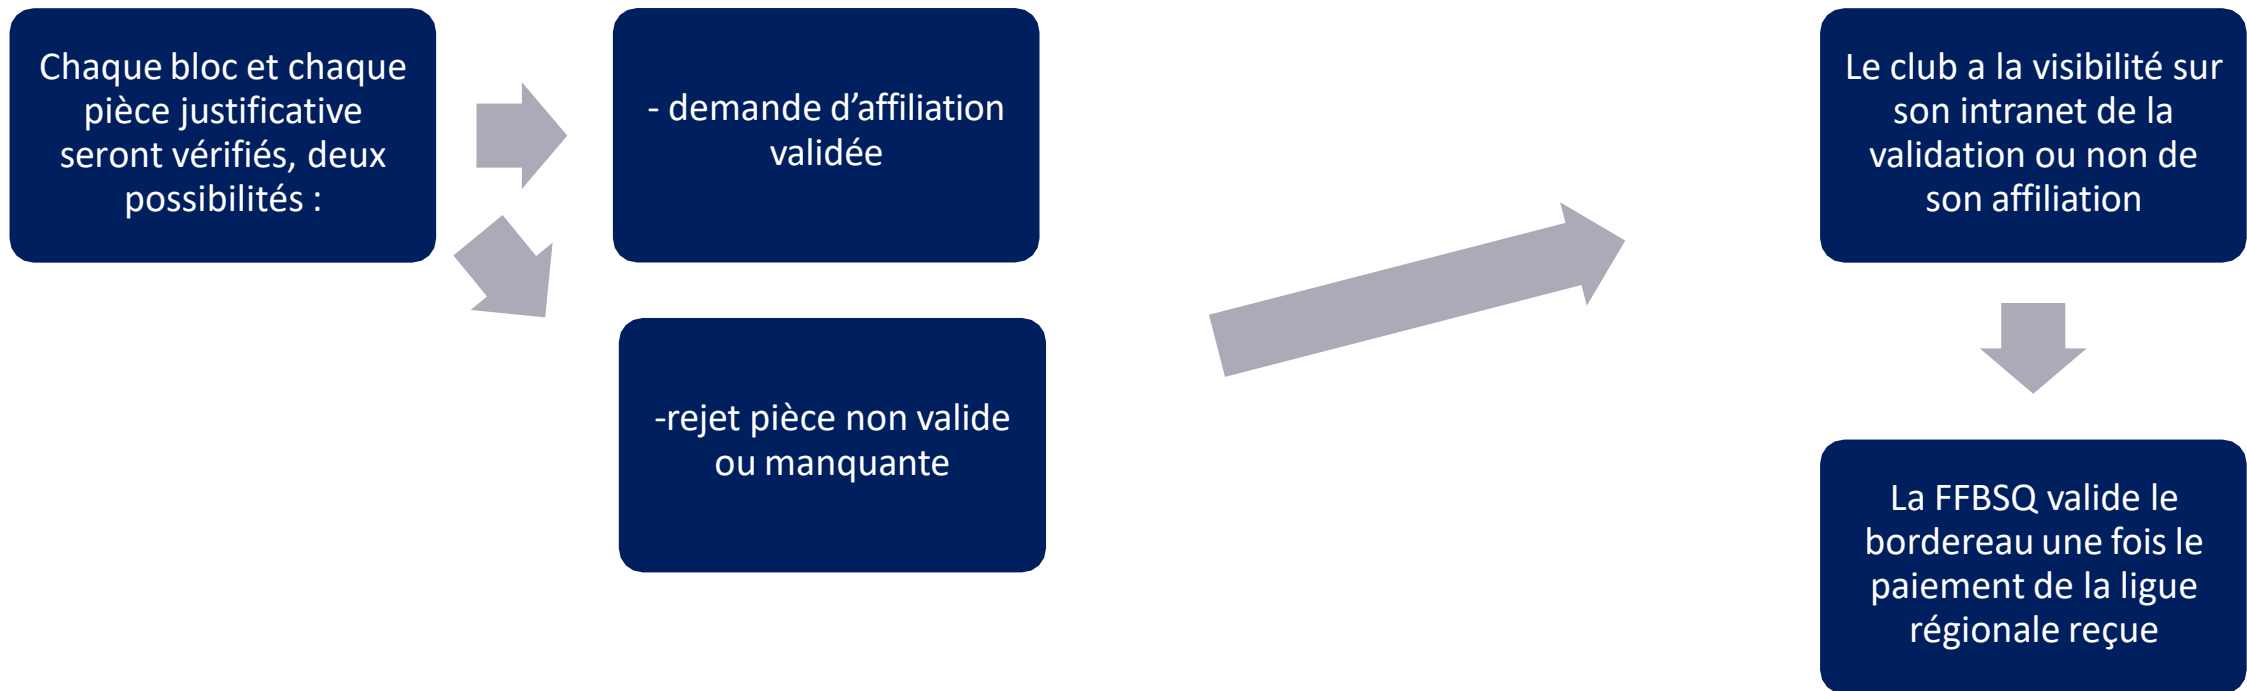 Chaque bloc et chaque
pièce justificative
seront vérifiés, deux
possibilités :
- demande d’affiliation
validée
-rejet pièce non valide
ou manquante
Le club a la visibilité sur
son intranet de la
validation ou non de
son affiliation
La FFBSQ valide le
bordereau une fois le
paiement de la ligue
régionale reçue